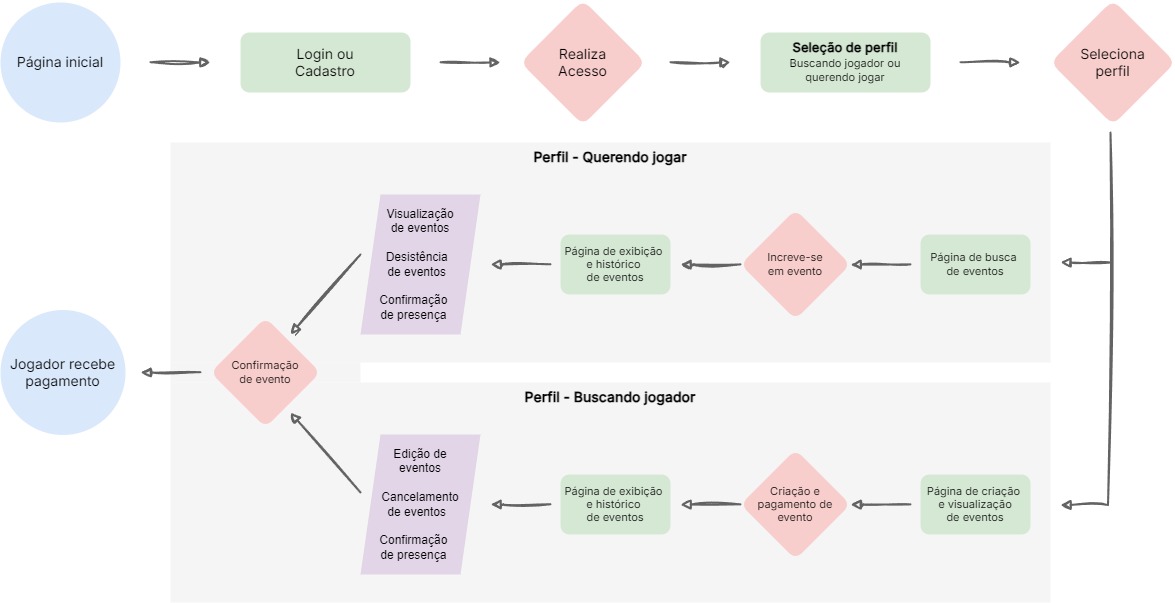 Página inicial
Login ou
Cadastro
Realiza
Acesso
Seleção de perfil
Buscando jogador ou
querendo jogar
Seleciona
perfil
Perfil - Querendo jogar
Visualização
de eventos
Desistência
de eventos
Confirmação
de presença
Página de exibição
e histórico
de eventos
Increve-se
em evento
Página de busca
de eventos
Jogador recebe
pagamento
Confirmação
de evento
Perfil - Buscando jogador
Edição de
eventos
Cancelamento
de eventos
Confirmação
de presença
Página de exibição
e histórico
de eventos
Criação e
pagamento de
evento
Página de criação
e visualização
de eventos